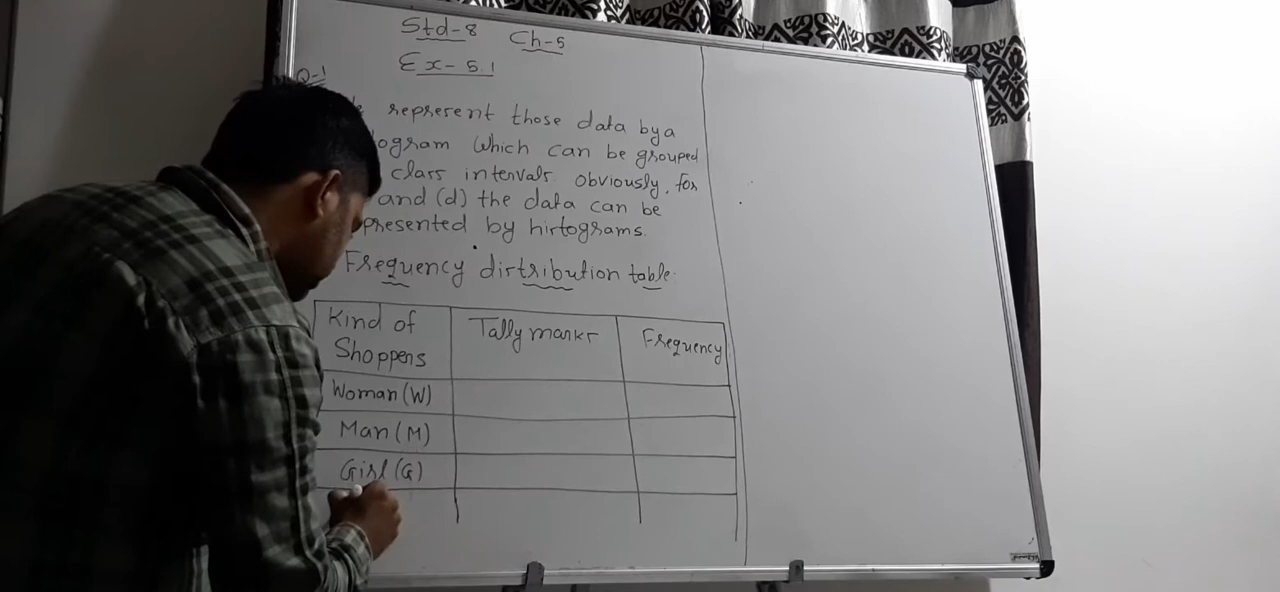 Std-8 Ch-5
Ex-5.1
Q-1
represent those data by a
ogram which can be grouped
class intervals obviously, for
and (d) the data can be
presented by histograms.
Frequency distribution table:
Kind of Shoppers Tally marks Frequency
Woman (W)
Man (M)
Girl (G)